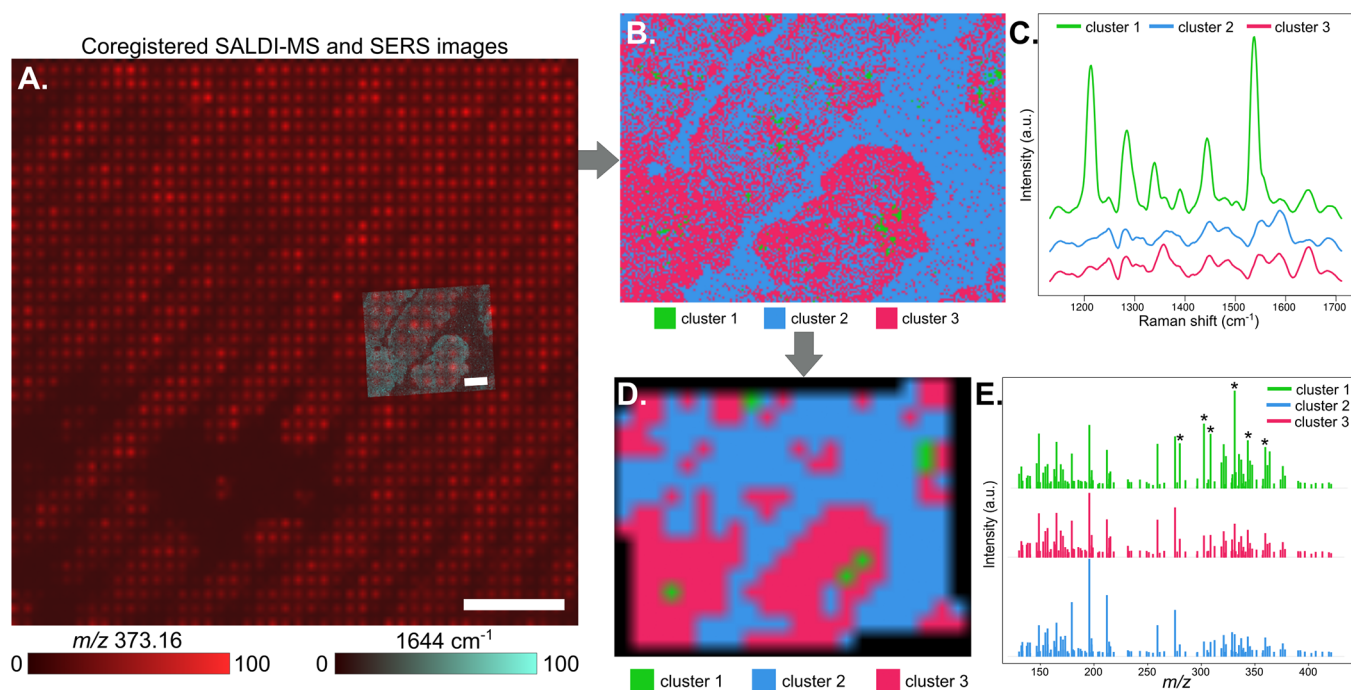 Coregistered SALDI-MS and SERS images
A.
m/z 373.16
0 100
1644 cm⁻¹
0 100
B.
cluster 1 cluster 2 cluster 3
C.
cluster 1 cluster 2 cluster 3
Intensity (a.u.)
1200 1300 1400 1500 1600 1700
Raman shift (cm⁻¹)
D.
cluster 1 cluster 2 cluster 3
E.
cluster 1
cluster 2
cluster 3
* * * * * *
Intensity (a.u.)
150 200 250 300 350 400
m/z